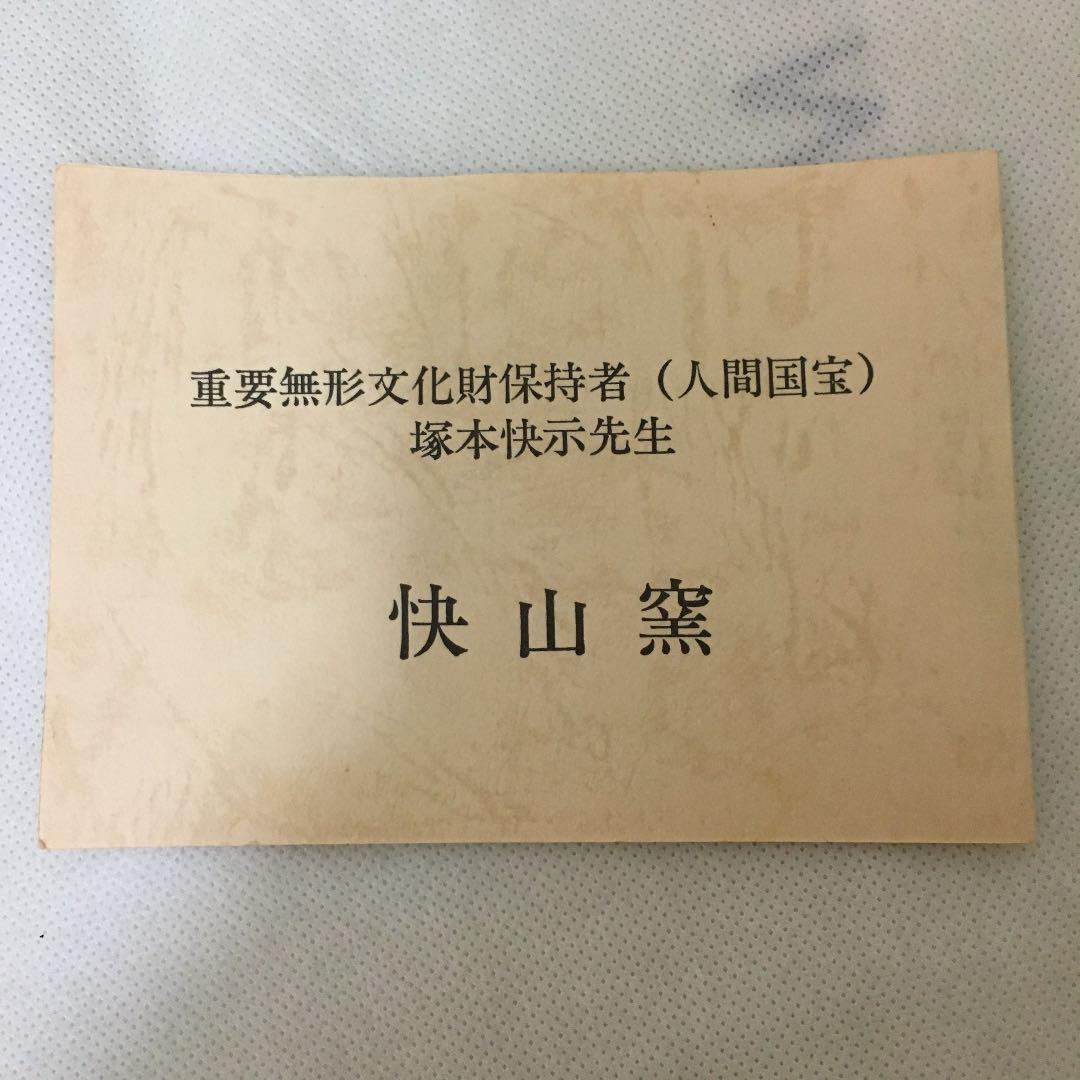 重要無形文化財保持者（人間国宝）
塚本快示先生
快山窯